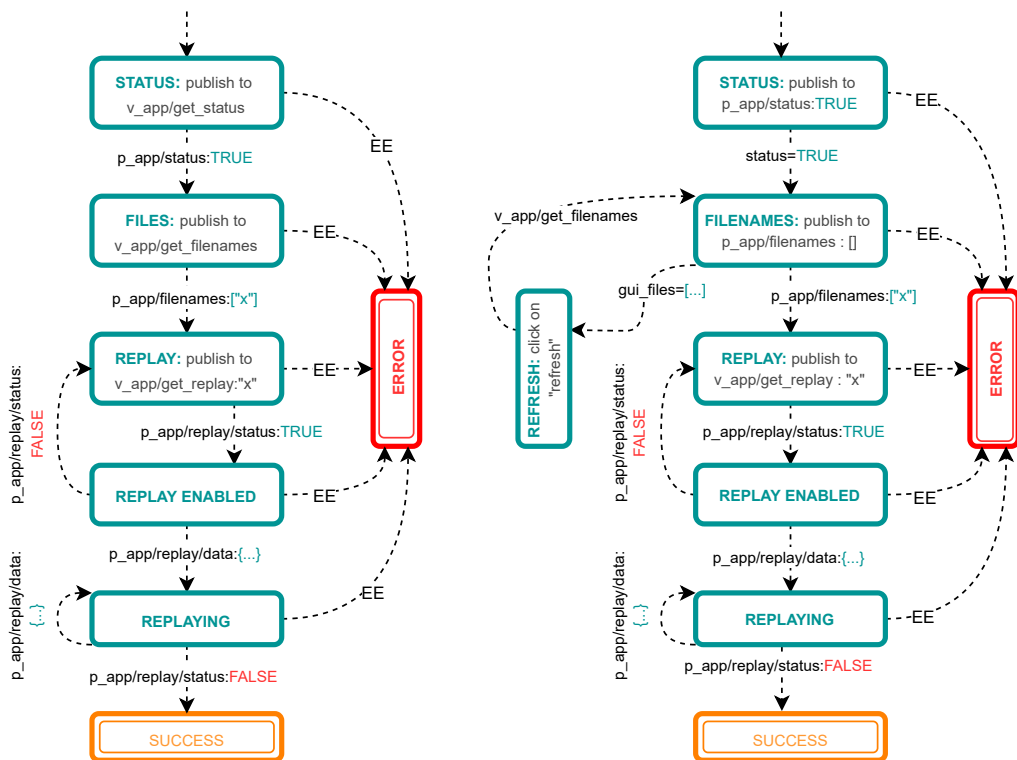 STATUS: publish to
v_app/get_status
EE
p_app/status:TRUE
FILES: publish to
v_app/get_filenames
EE
p_app/filenames:["x"]
REPLAY: publish to
v_app/get_replay:"x"
EE
ERROR
p_app/replay/status:
FALSE
p_app/replay/status:TRUE
REPLAY ENABLED
EE
p_app/replay/data:{...}
p_app/replay/data:
{...}
REPLAYING
EE
p_app/replay/status:FALSE
SUCCESS
STATUS: publish to
p_app/status:TRUE
EE
status=TRUE
v_app/get_filenames
FILENAMES: publish to
p_app/filenames : []
EE
gui_files=[...]
p_app/filenames:["x"]
REFRESH: click on
"refresh"
REPLAY: publish to
v_app/get_replay : "x"
EE
ERROR
p_app/replay/status:
FALSE
p_app/replay/status:TRUE
REPLAY ENABLED
EE
p_app/replay/data:{...}
p_app/replay/data:
{...}
REPLAYING
EE
p_app/replay/status:FALSE
SUCCESS